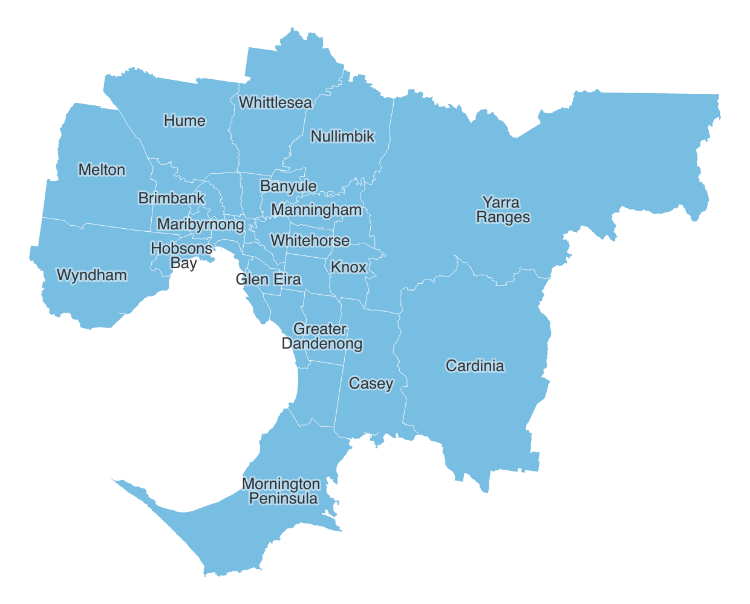 Whittlesea
Hume
Nullimbik
Melton
Banyule
Brimbank
Yarra
Ranges
Manningham
Maribyrnong
Whitehorse
Hobsons
Bay
Knox
Wyndham
Glen Eira
Greater
Dandenong
Cardinia
Casey
Mornington
Peninsula